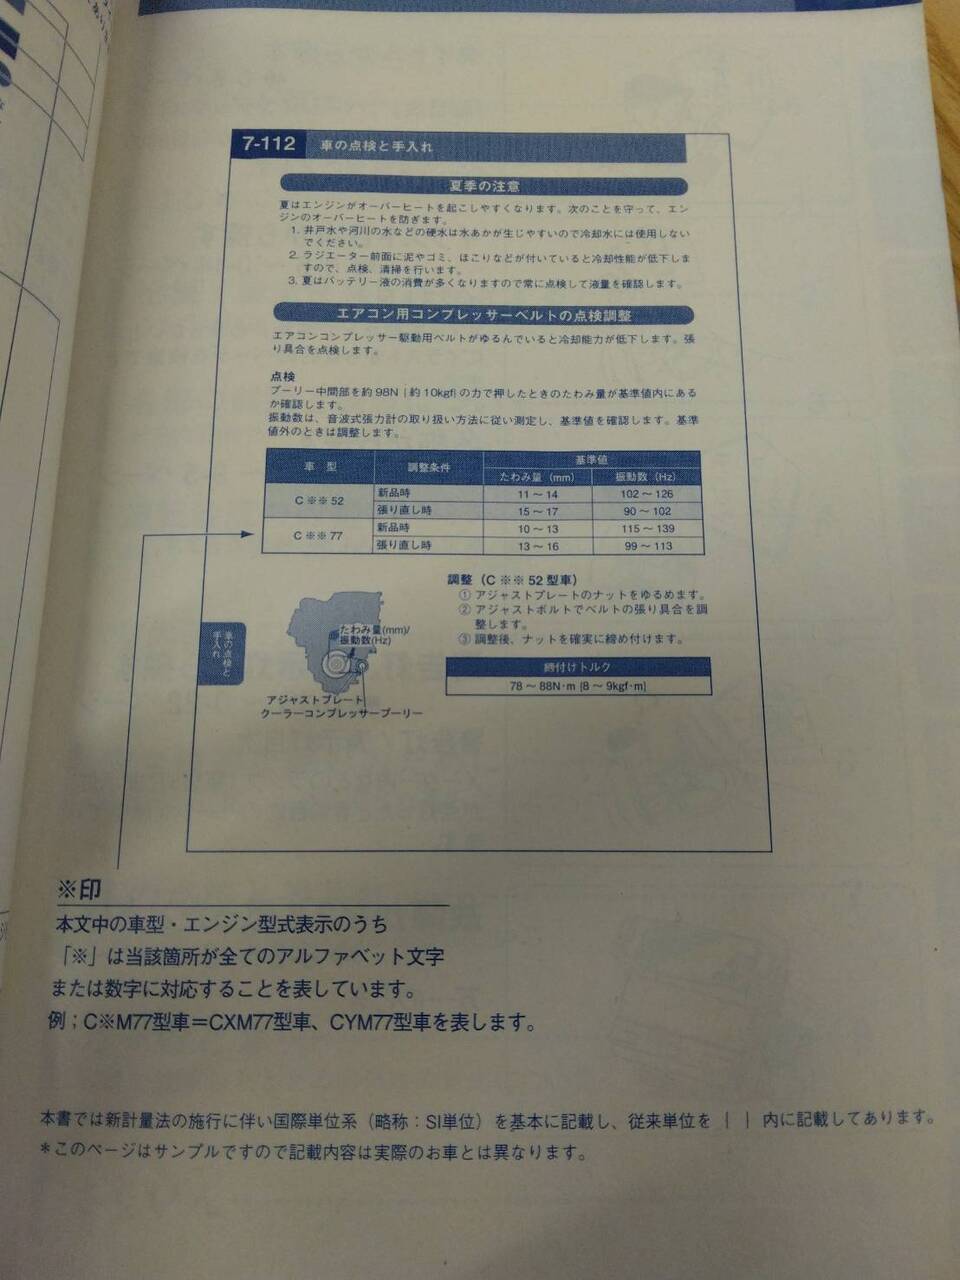 7-112 車の点検と手入れ
夏季の注意
夏はエンジンがオーバーヒートを起こしやすくなります。次のことを守って、エン
ジンのオーバーヒートを防ぎます。
1. 井戸水や河川の水などの硬水は水あかが生じやすいので冷却水には使用しない
でください。
2. ラジエーター前面に泥やゴミ、ほこりなどが付いていると冷却性能が低下しま
すので、点検、清掃を行います。
3. 夏はバッテリー液の消費が多くなりますので常に点検して液量を確認します。
エアコン用コンプレッサーベルトの点検調整
エアコンコンプレッサー駆動用ベルトがゆるんでいると冷却能力が低下します。張
り具合を点検します。
点検
プーリー中間部を約98N {約10kgf}の力で押したときのたわみ量が基準値内にある
か確認します。
振動数は、音波式張力計の取り扱い方法に従い測定し、基準値を確認します。基準
値外のときは調整します。
車 型 調整条件 基準値
たわみ量 (mm) 振動数 (Hz)
C※※52 新品時 11～14 102～126
張り直し時 15～17 90～102
C※※77 新品時 10～13 115～139
張り直し時 13～16 99～113
調整（C※※52型車）
① アジャストプレートのナットをゆるめます。
② アジャストボルトでベルトの張り具合を調
整します。
③ 調整後、ナットを確実に締め付けます。
締付けトルク
78～88N･m {8～9kgf･m}
たわみ量(mm)/
振動数(Hz)
アジャストプレート
クーラーコンプレッサープーリー
車の点検と
手入れ
※印
本文中の車型・エンジン型式表示のうち
「※」は当該箇所が全てのアルファベット文字
または数字に対応することを表しています。
例；C※M77型車＝CXM77型車、CYM77型車を表します。
本書では新計量法の施行に伴い国際単位系（略称：SI単位）を基本に記載し、従来単位を { } 内に記載してあります。
＊このページはサンプルですので記載内容は実際のお車とは異なります。